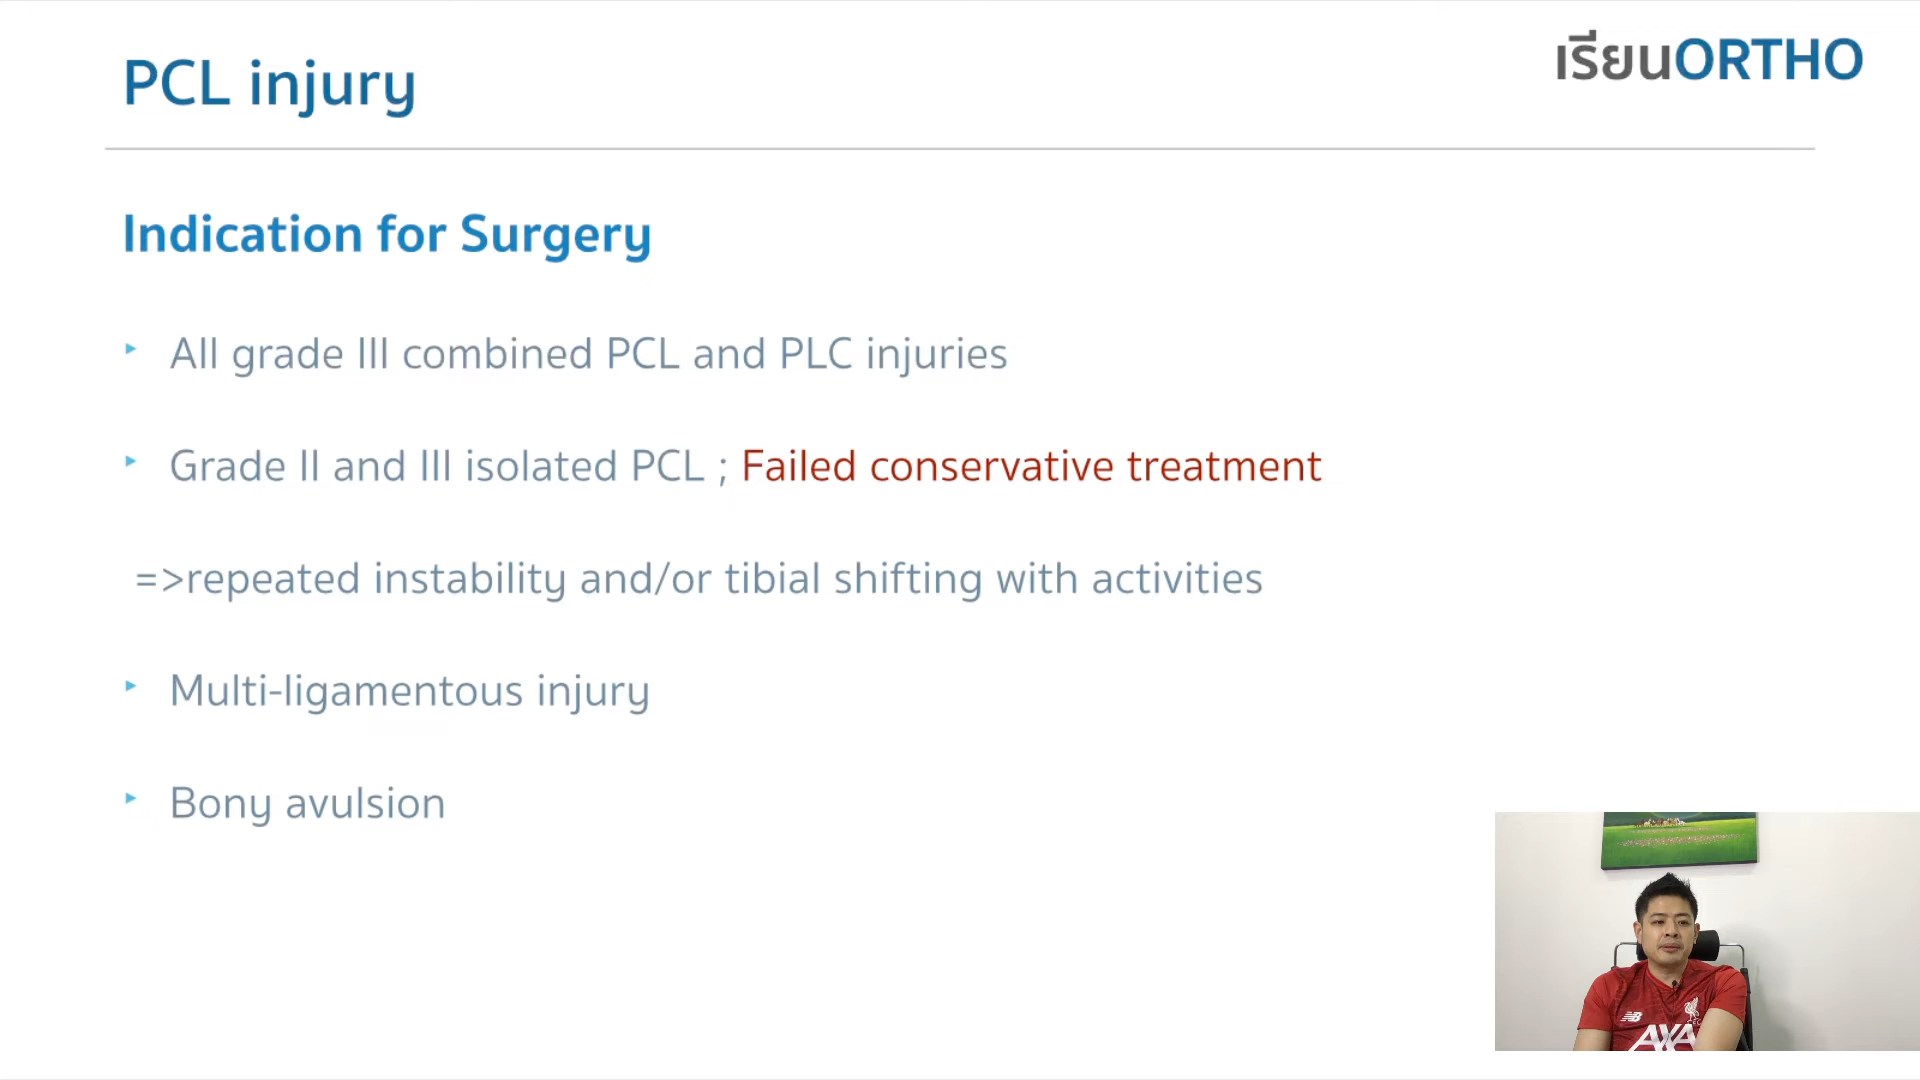 PCL injury
เรียนORTHO
Indication for Surgery
‣ All grade III combined PCL and PLC injuries
‣ Grade II and III isolated PCL ; Failed conservative treatment
=>repeated instability and/or tibial shifting with activities
‣ Multi-ligamentous injury
‣ Bony avulsion
AXA